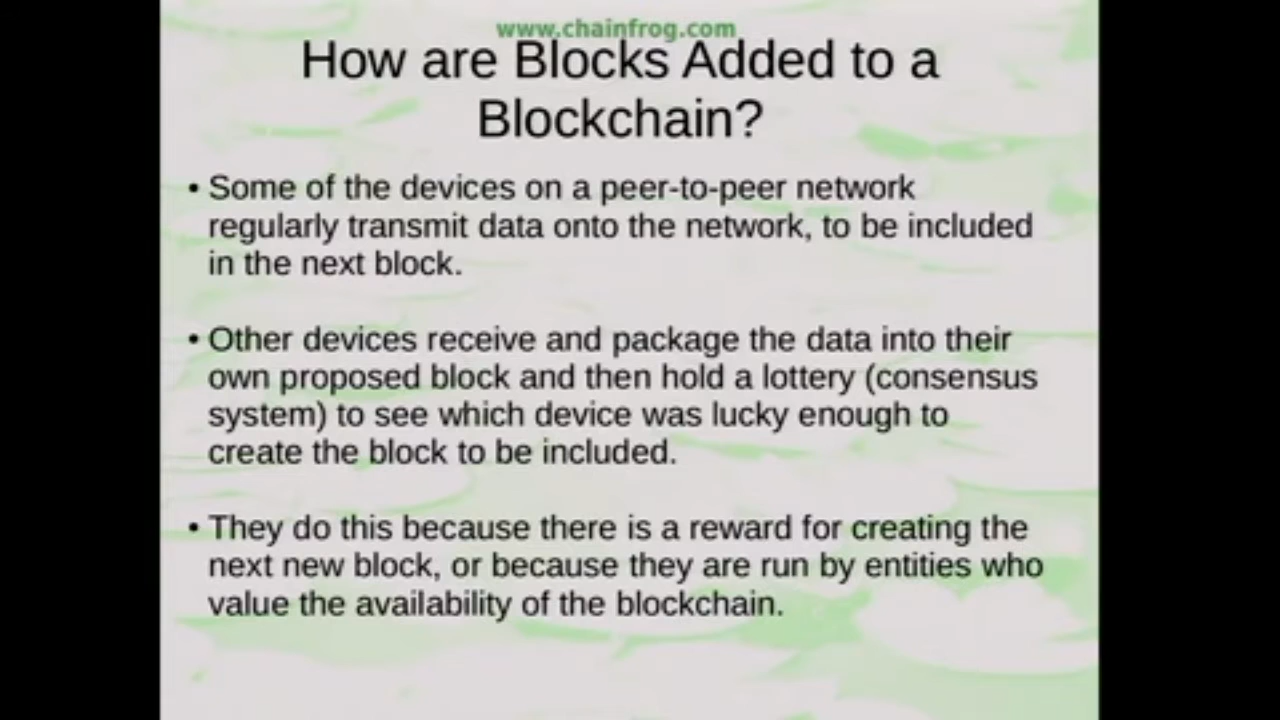 www.chainfrog.com
How are Blocks Added to a
Blockchain?
• Some of the devices on a peer-to-peer network
regularly transmit data onto the network, to be included
in the next block.
• Other devices receive and package the data into their
own proposed block and then hold a lottery (consensus
system) to see which device was lucky enough to
create the block to be included.
• They do this because there is a reward for creating the
next new block, or because they are run by entities who
value the availability of the blockchain.